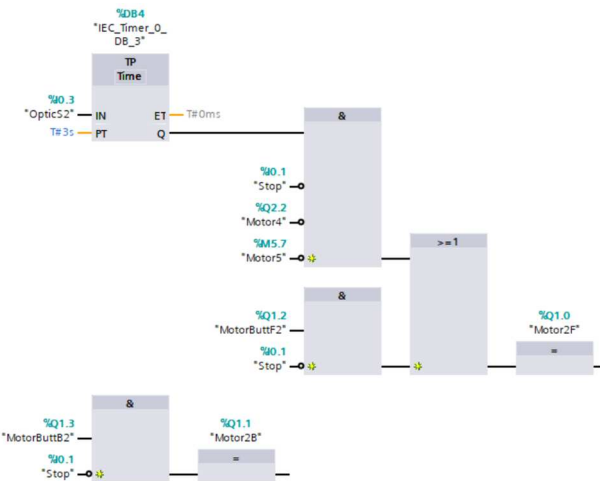 %DB4
"IEC_Timer_0_
DB_3"
TP
Time
%I0.3
"OpticS2" IN ET T#0ms
T#3s PT Q
&
%I0.1
"Stop"
%Q2.2
"Motor4"
%M5.7
"Motor5"
>=1
&
%Q1.2
"MotorButtF2"
%I0.1
"Stop"
%Q1.0
"Motor2F"
=
&
%Q1.3
"MotorButtB2"
%I0.1
"Stop"
%Q1.1
"Motor2B"
=